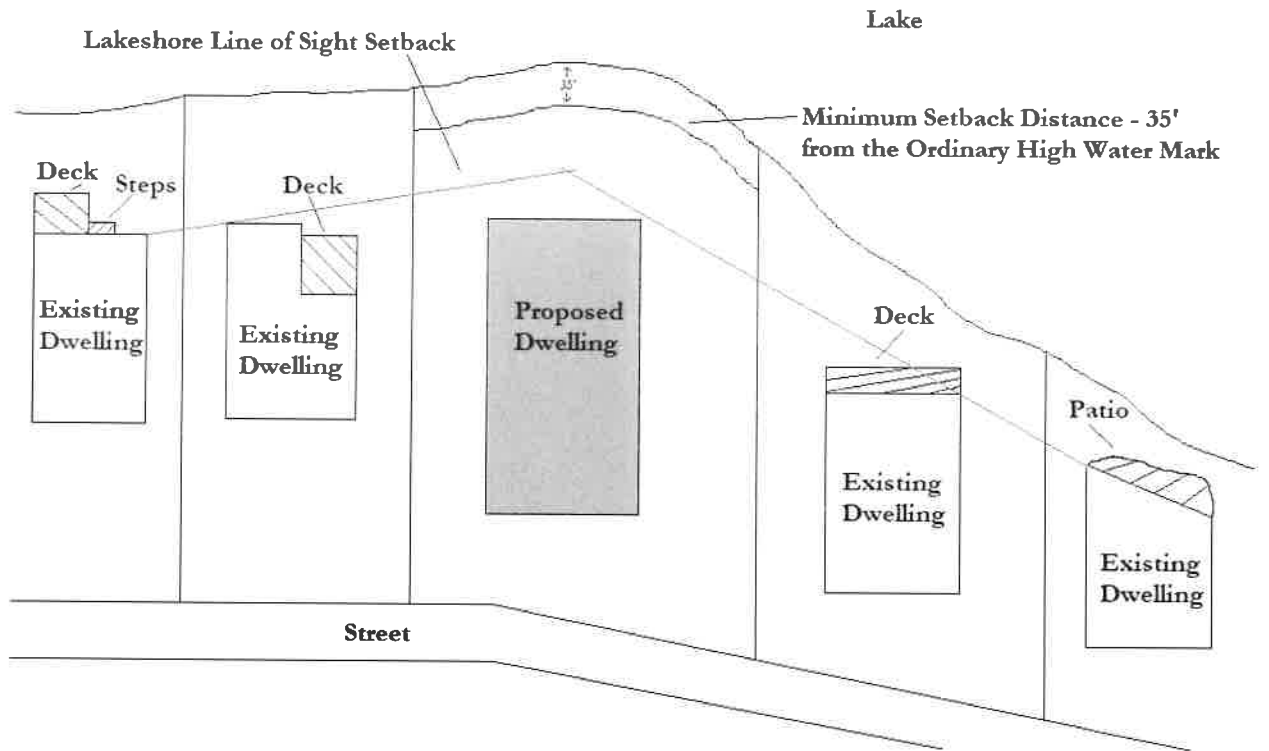 Lake
Lakeshore Line of Sight Setback
35'
Minimum Setback Distance - 35'
from the Ordinary High Water Mark
Deck
Steps
Deck
Existing
Dwelling
Existing
Dwelling
Proposed
Dwelling
Deck
Patio
Existing
Dwelling
Existing
Dwelling
Street